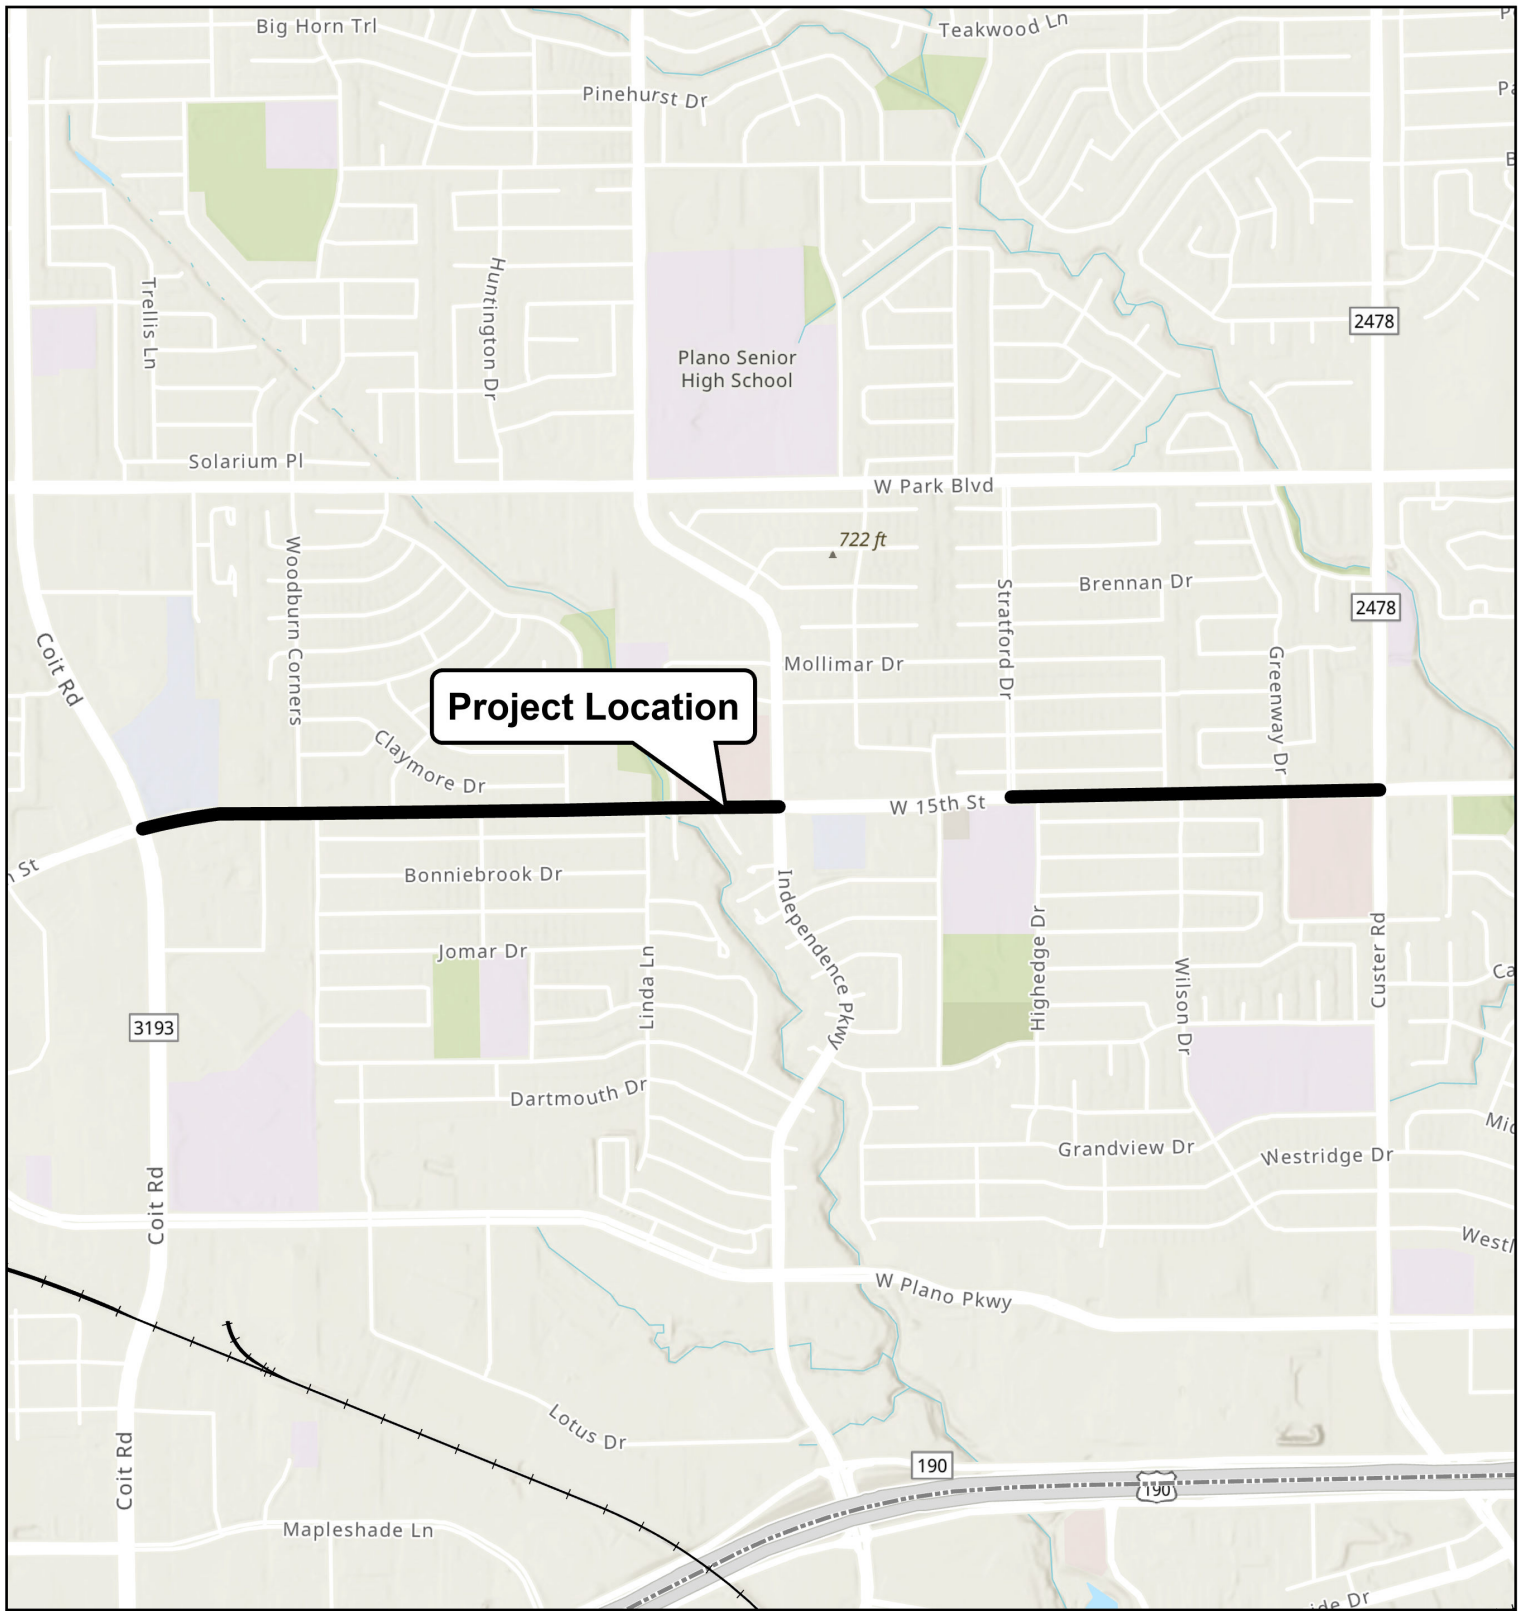 Big Horn Trl
Teakwood Ln
Pinehurst Dr
Trellis Ln
Huntington Dr
2478
Plano Senior
High School
Solarium Pl
W Park Blvd
722 ft
Woodburn Corners
Stratford Dr
Brennan Dr
2478
Coit Rd
Mollimar Dr
Greenway Dr
Project Location
Claymore Dr
W 15th St
St
Bonniebrook Dr
Independence Pkwy
Jomar Dr
Linda Ln
Highedge Dr
Wilson Dr
Custer Rd
Ca
3193
Dartmouth Dr
Grandview Dr
Westridge Dr
Coit Rd
W Plano Pkwy
Lotus Dr
190
190
Coit Rd
Mapleshade Ln
ide Dr